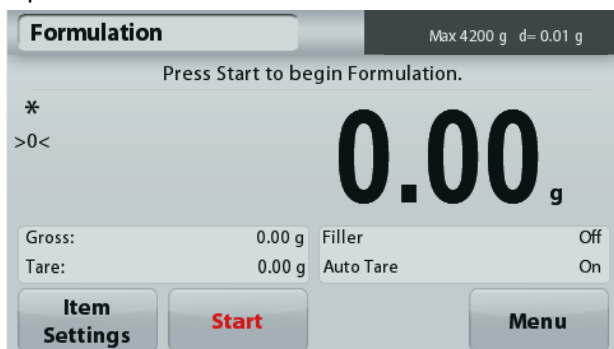 Formulation
Max 4200 g d= 0.01 g
Press Start to begin Formulation.
*
>0<
0.00 g
Gross: 0.00 g Filler Off
Tare: 0.00 g Auto Tare On
Item Settings
Start
Menu